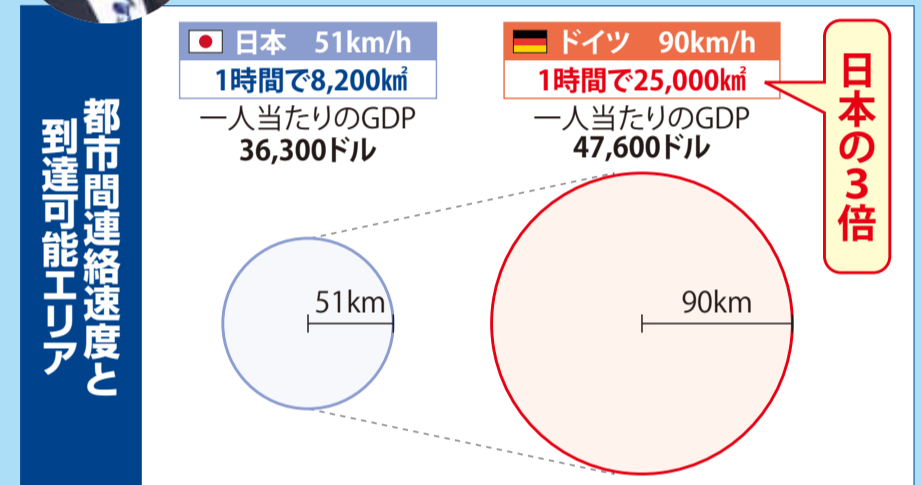 都市間連絡速度と
到達可能エリア
日本 51km/h
1時間で8,200㎢
一人当たりのGDP
36,300ドル
ドイツ 90km/h
1時間で25,000㎢
一人当たりのGDP
47,600ドル
日本の3倍
51km
90km